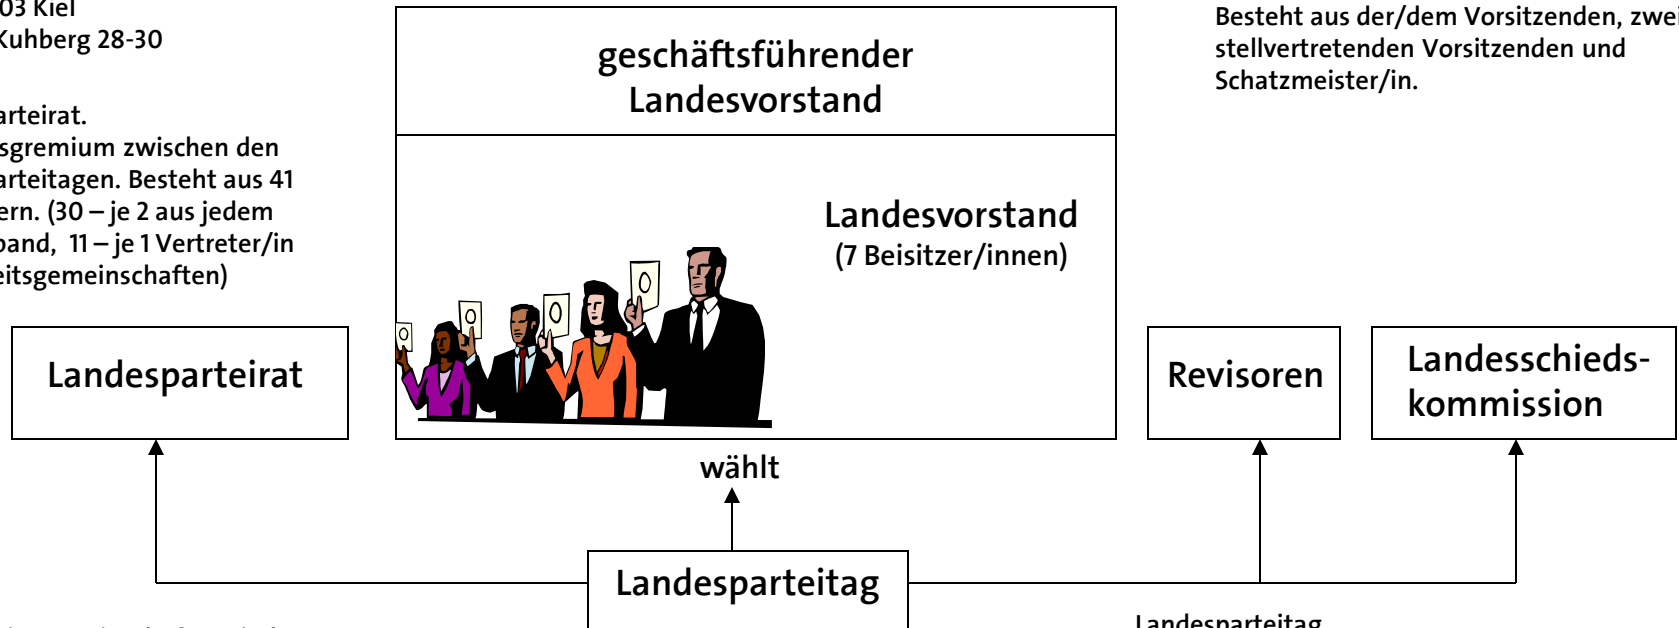 03 Kiel
Kuhberg 28-30
arteirat.
sgremium zwischen den
arteitagen. Besteht aus 41
ern. (30 – je 2 aus jedem
band, 11 – je 1 Vertreter/in
eitsgemeinschaften)
geschäftsführender
Landesvorstand
Besteht aus der/dem Vorsitzenden, zwei
stellvertretenden Vorsitzenden und
Schatzmeister/in.
Landesvorstand
(7 Beisitzer/innen)
Landesparteirat
Revisoren
Landesschieds-
kommission
wählt
Landesparteitag
Landesparteitag